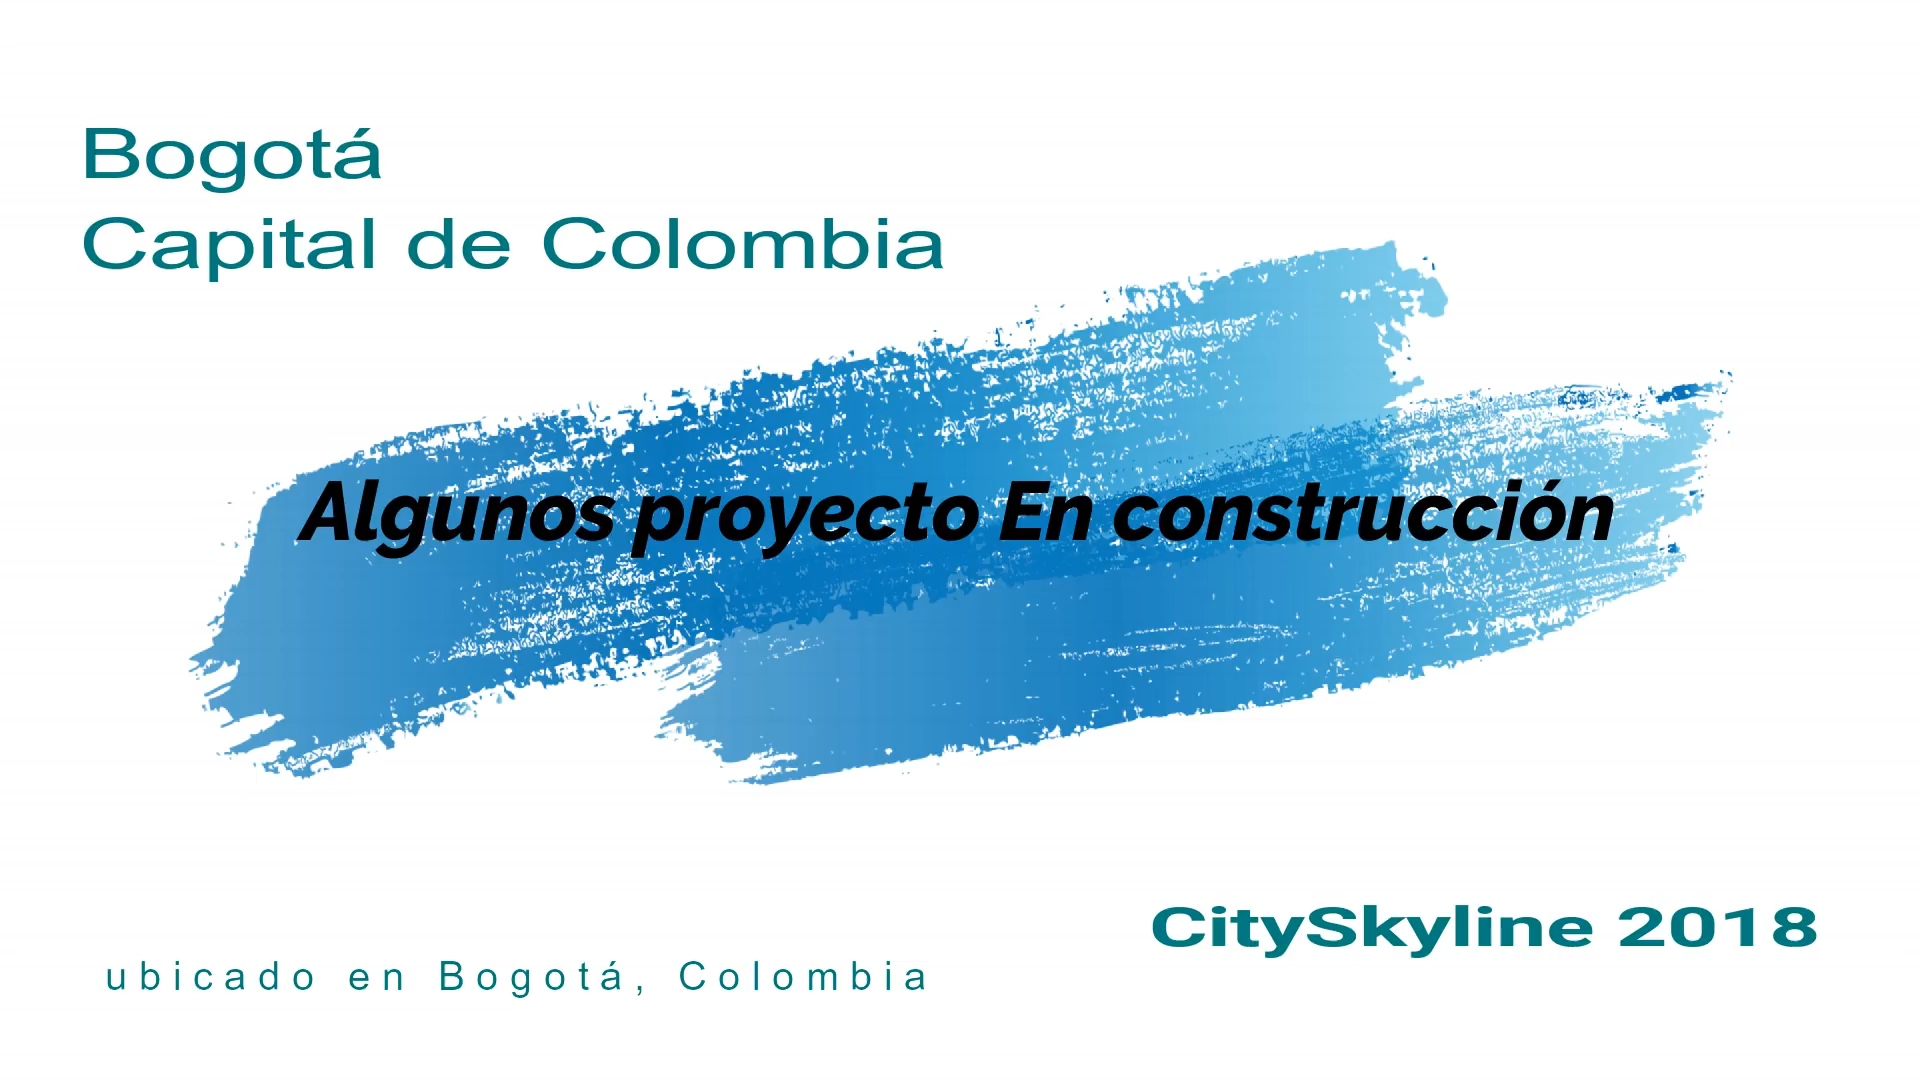 Bogotá
Capital de Colombia
Algunos proyecto En construcción
CitySkyline 2018
ubicado en Bogotá, Colombia